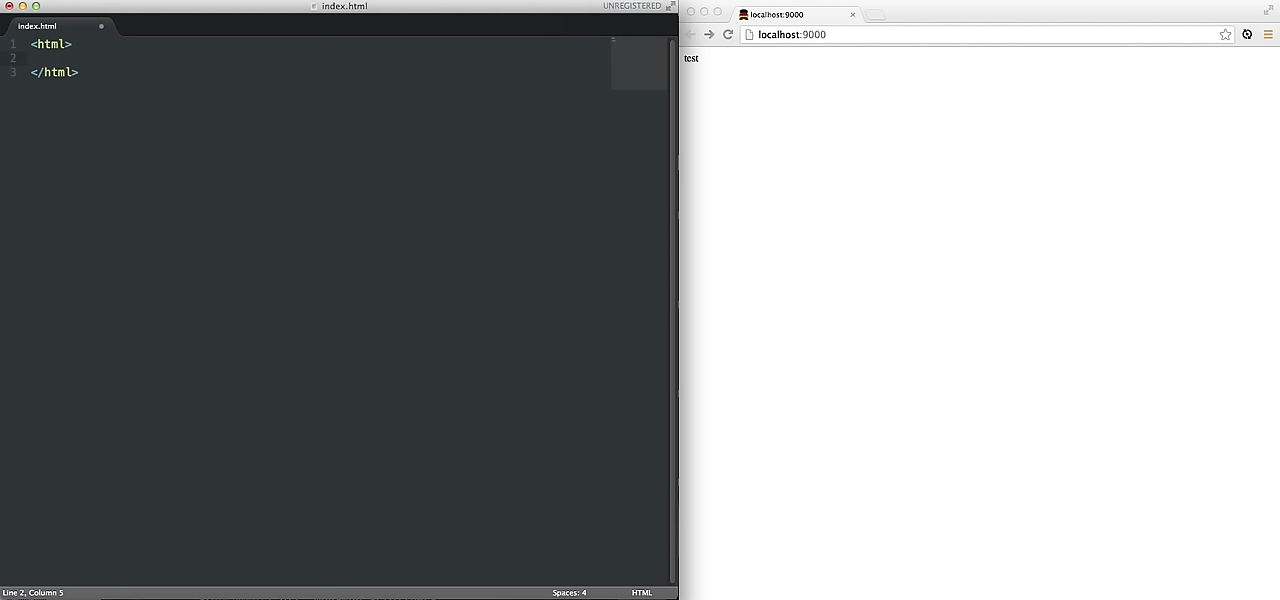 index.html
UNREGISTERED
index.html
1 <html>
2
3 </html>
Line 2, Column 5
Spaces: 4
HTML
localhost:9000
localhost:9000
test